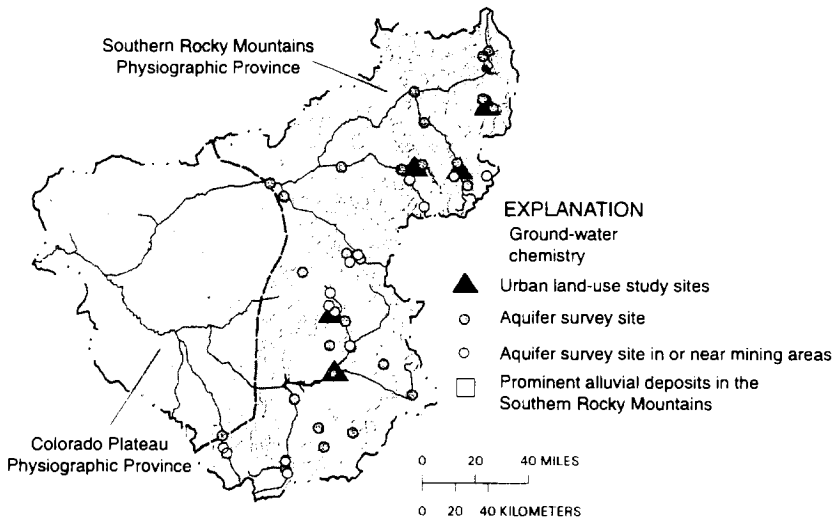 Southern Rocky Mountains
Physiographic Province
EXPLANATION
Ground-water
chemistry
Urban land-use study sites
Aquifer survey site
Aquifer survey site in or near mining areas
Prominent alluvial deposits in the
Southern Rocky Mountains
Colorado Plateau
Physiographic Province
0 20 40 MILES
0 20 40 KILOMETERS